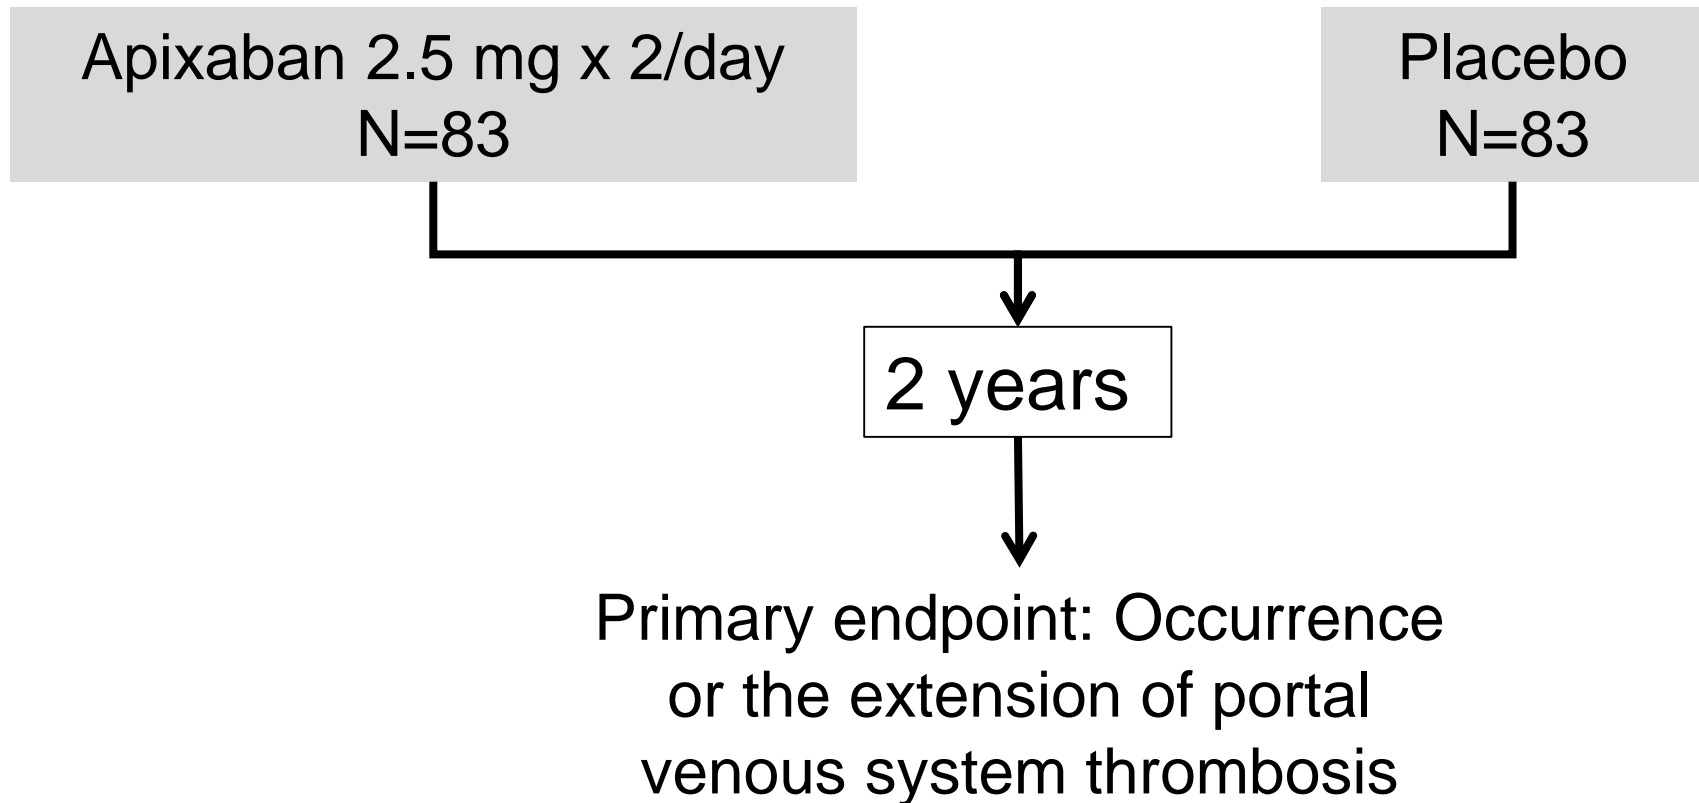 Apixaban 2.5 mg x 2/day
N=83
Placebo
N=83
2 years
Primary endpoint: Occurrence
or the extension of portal
venous system thrombosis